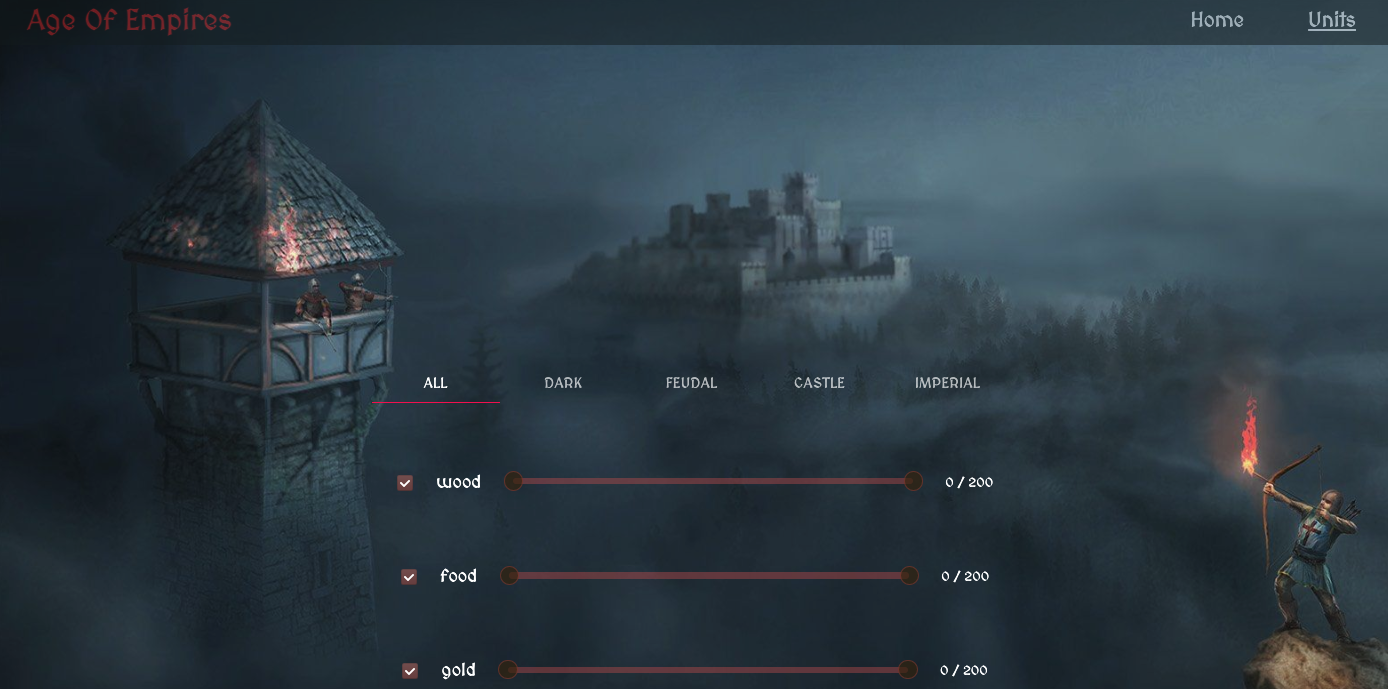 Age Of Empires
Home Units
ALL DARK FEUDAL CASTLE IMPERIAL
wood 0 / 200
food 0 / 200
gold 0 / 200